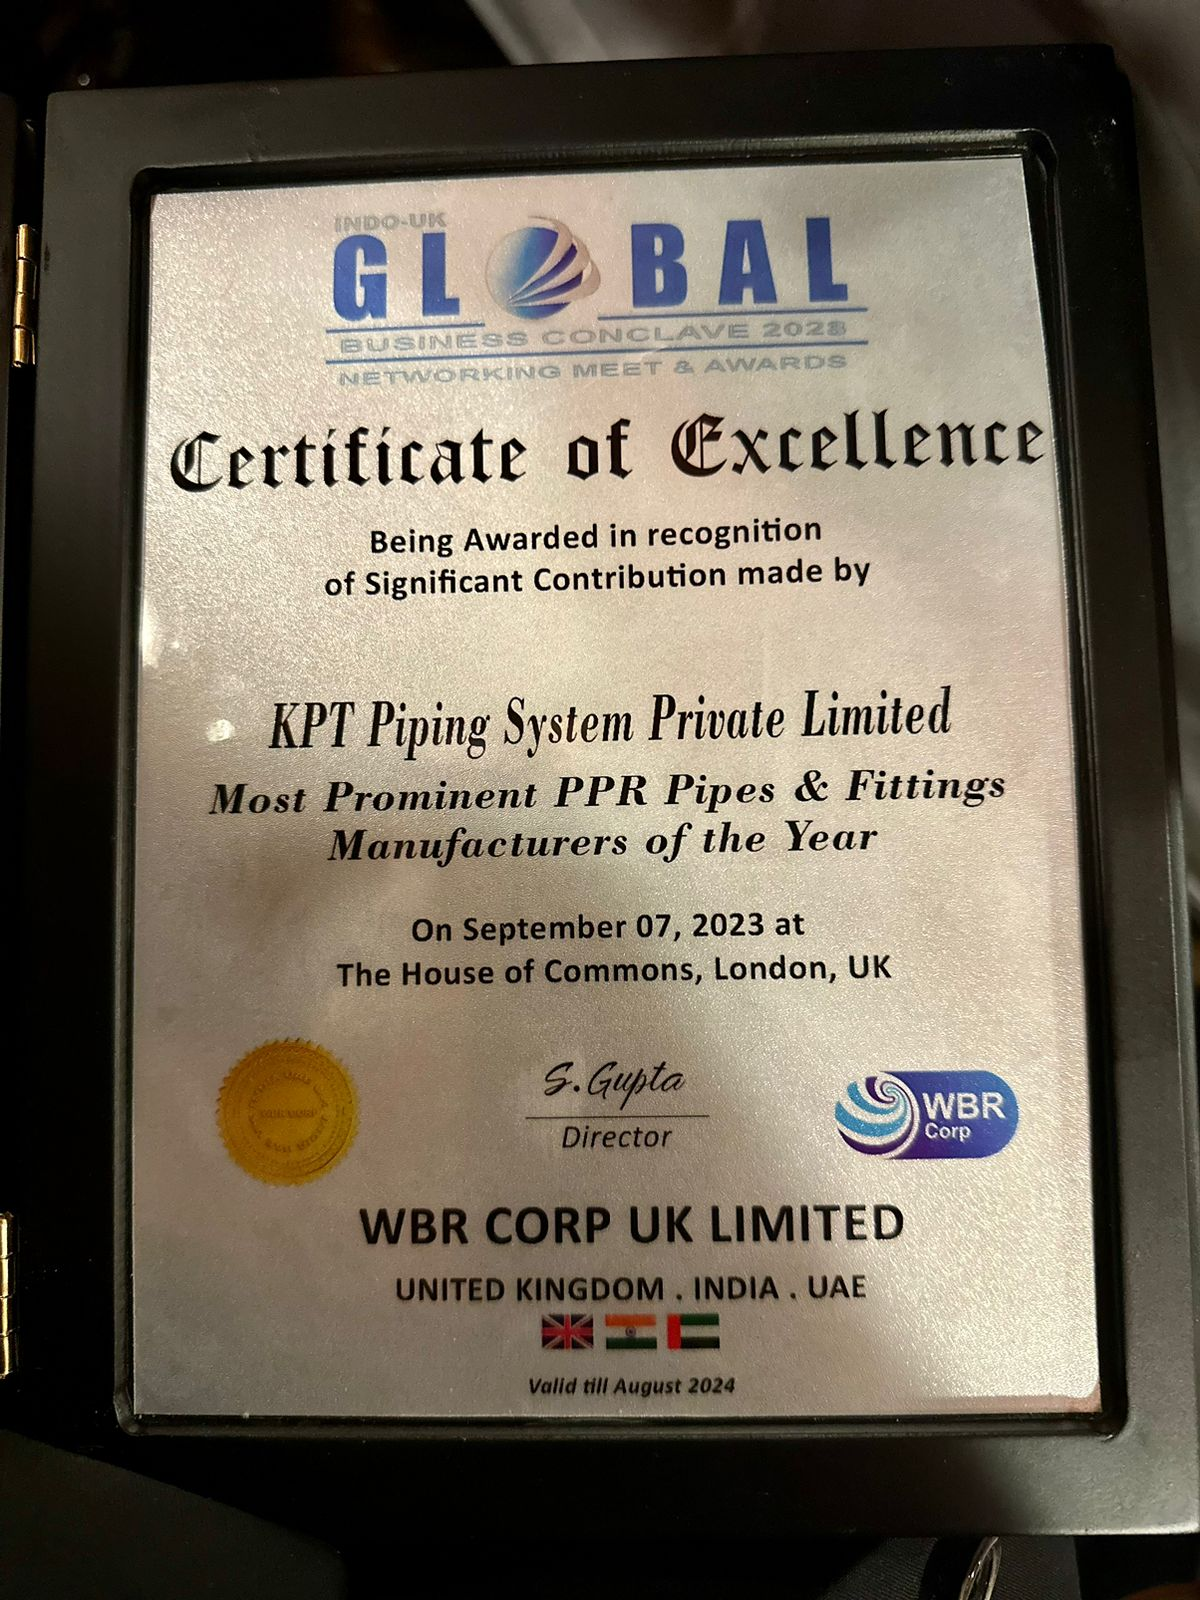 INDO-UK
GLOBAL
BUSINESS CONCLAVE 2023
NETWORKING MEET & AWARDS
Certificate of Excellence
Being Awarded in recognition
of Significant Contribution made by
KPT Piping System Private Limited
Most Prominent PPR Pipes & Fittings
Manufacturers of the Year
On September 07, 2023 at
The House of Commons, London, UK
S. Gupta
Director
WBR
Corp
WBR CORP UK LIMITED
UNITED KINGDOM . INDIA . UAE
Valid till August 2024